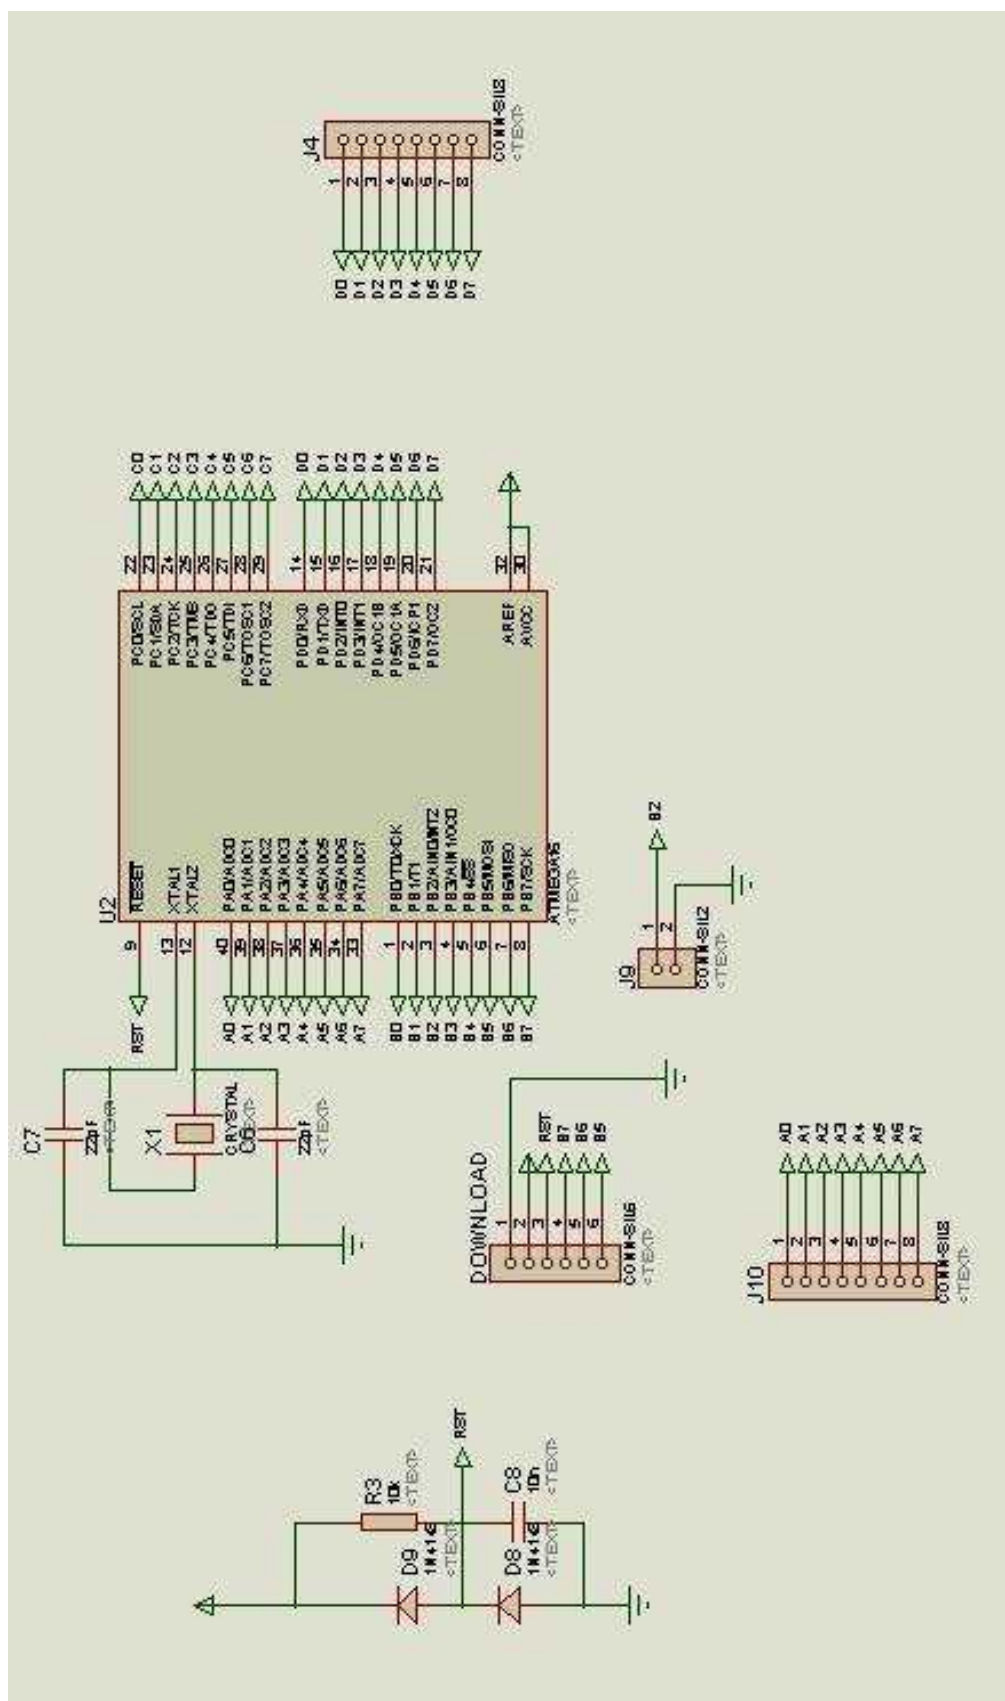 J4
CONN-SIL8
<TEXT>
1
2
3
4
5
6
7
8
D0
D1
D2
D3
D4
D5
D6
D7
C0
C1
C2
C3
C4
C5
C6
C7
D0
D1
D2
D3
D4
D5
D6
D7
22
23
24
25
26
27
28
29
14
15
16
17
18
19
20
21
32
30
PC0/SCL
PC1/SDA
PC2/TCK
PC3/TMS
PC4/TDO
PC5/TDI
PC6/TOSC1
PC7/TOSC2
PD0/RXD
PD1/TXD
PD2/INT0
PD3/INT1
PD4/OC1B
PD5/OC1A
PD6/ICP1
PD7/OC2
AREF
AVCC
U2
RESET
XTAL1
XTAL2
PA0/ADC0
PA1/ADC1
PA2/ADC2
PA3/ADC3
PA4/ADC4
PA5/ADC5
PA6/ADC6
PA7/ADC7
PB0/T0/XCK
PB1/T1
PB2/AIN0/INT2
PB3/AIN1/OC0
PB4/SS
PB5/MOSI
PB6/MISO
PB7/SCK
ATMEGA16
<TEXT>
9
13
12
40
39
38
37
36
35
34
33
1
2
3
4
5
6
7
8
RST
A0
A1
A2
A3
A4
A5
A6
A7
B0
B1
B2
B3
B4
B5
B6
B7
C7
22pF
<TEXT>
X1
CRYSTAL
<TEXT>
C6
22pF
<TEXT>
J9
1
2
BZ
CONN-SIL2
<TEXT>
DOWNLOAD
1
2
3
4
5
6
RST
B7
B6
B5
CONN-SIL6
<TEXT>
J10
1
2
3
4
5
6
7
8
A0
A1
A2
A3
A4
A5
A6
A7
CONN-SIL8
<TEXT>
R3
10k
<TEXT>
RST
C8
10n
<TEXT>
D9
1N4148
<TEXT>
D8
1N4148
<TEXT>